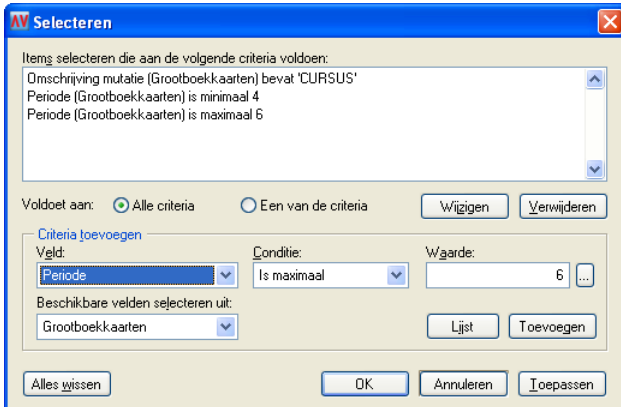 AV Selecteren
Items selecteren die aan de volgende criteria voldoen:
Omschrijving mutatie (Grootboekkaarten) bevat 'CURSUS'
Periode (Grootboekkaarten) is minimaal 4
Periode (Grootboekkaarten) is maximaal 6
Voldoet aan: Alle criteria Een van de criteria Wijzigen Verwijderen
Criteria toevoegen
Veld: Conditie: Waarde:
Periode Is maximaal 6 ...
Beschikbare velden selecteren uit:
Grootboekkaarten Lijst Toevoegen
Alles wissen OK Annuleren Toepassen